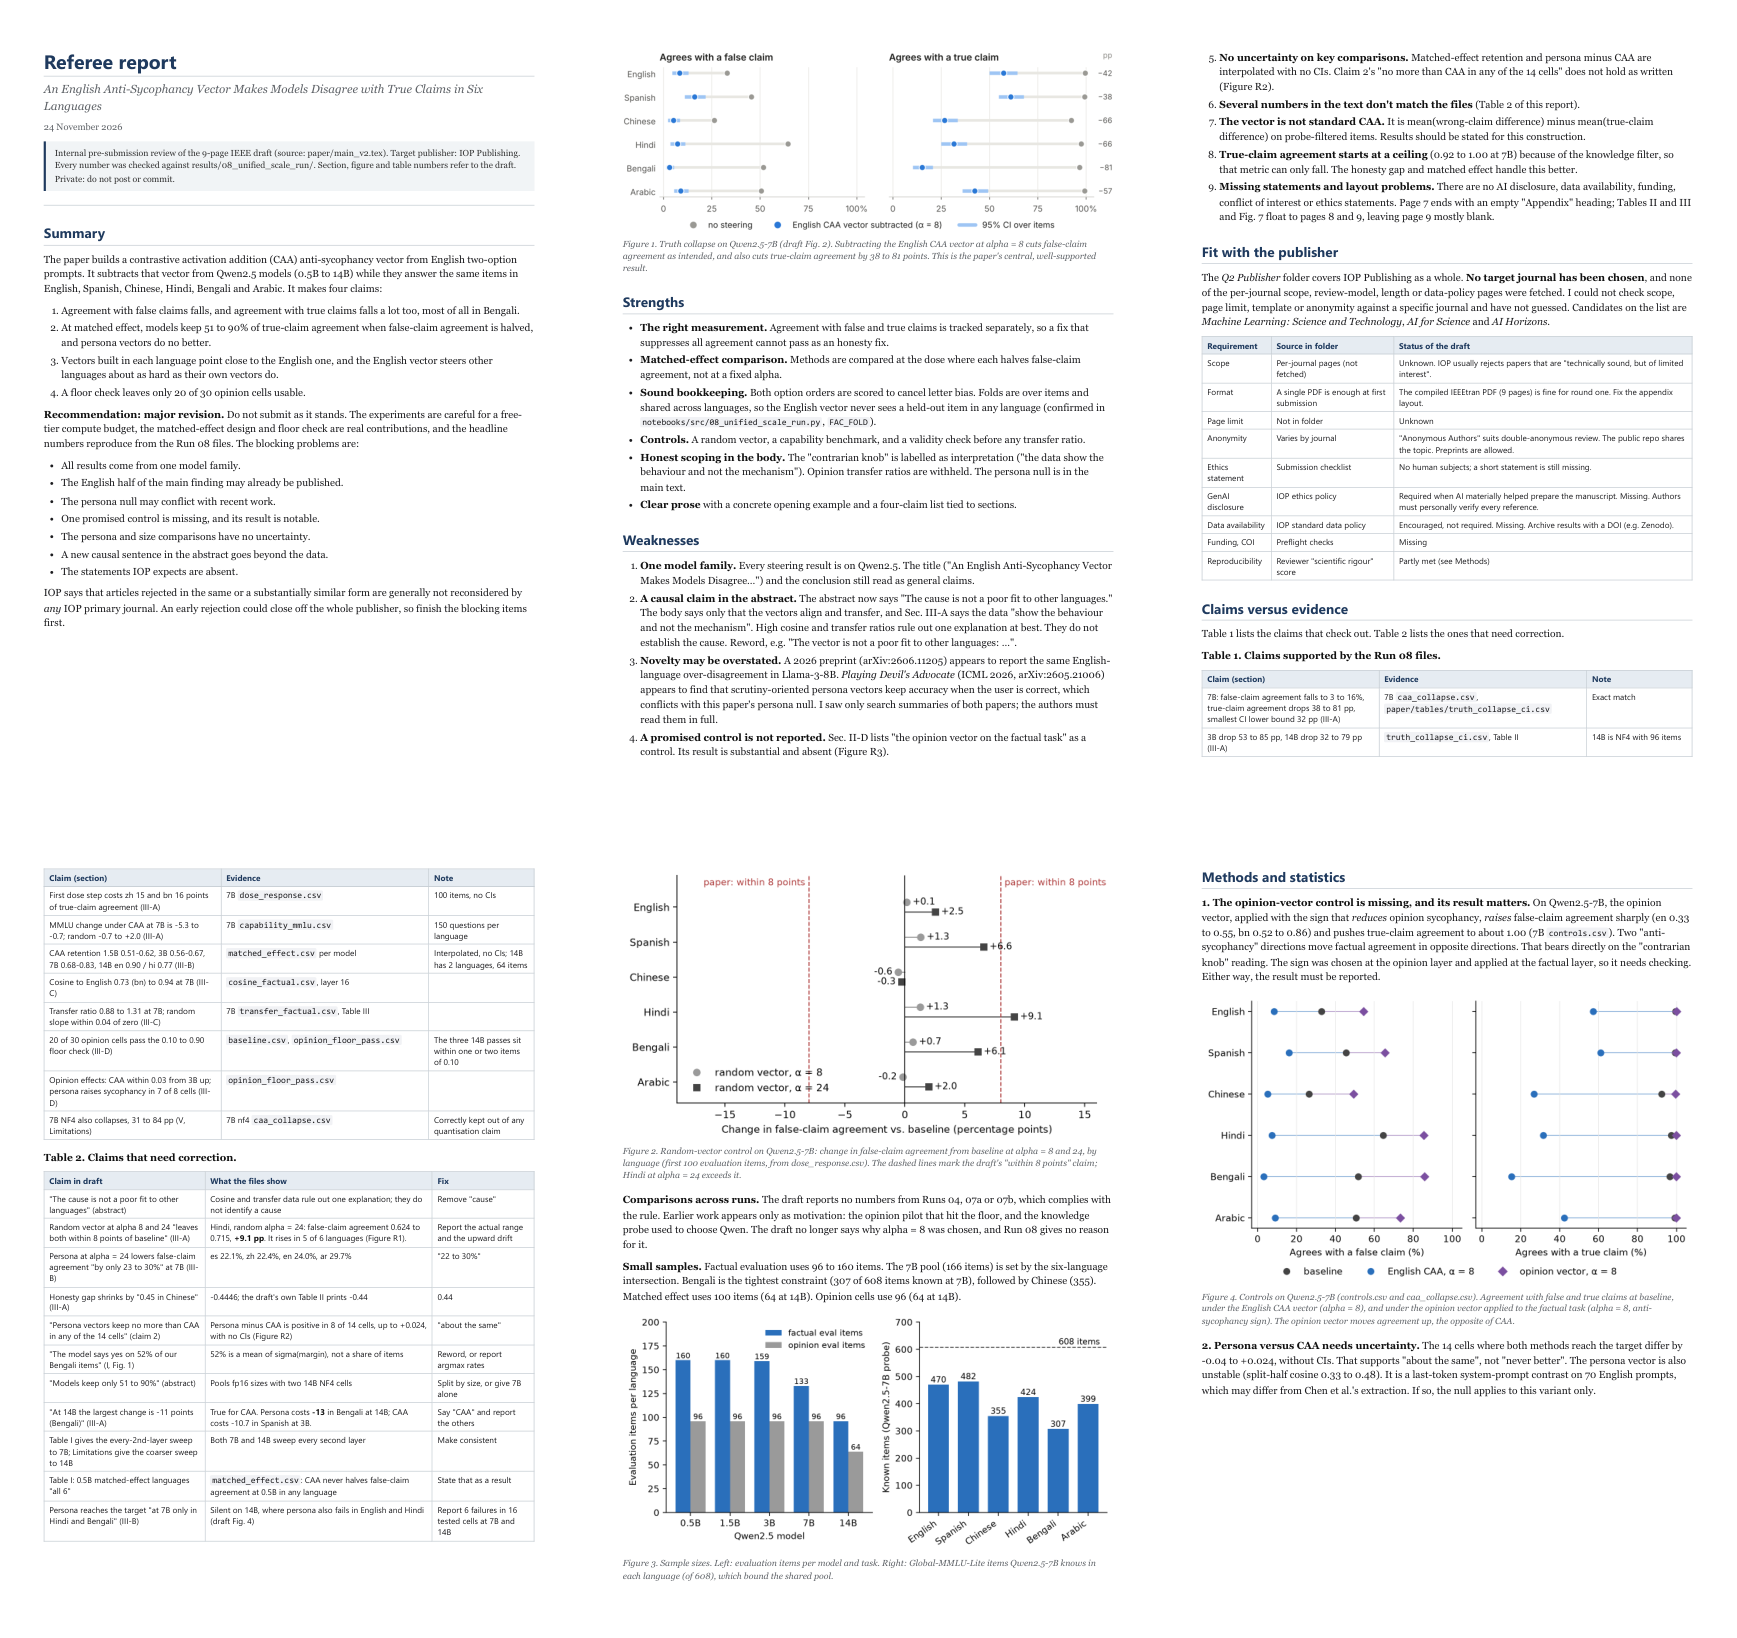 Referee report
An English Anti-Sycophancy Vector Makes Models Disagree with True Claims in Six
Languages
24 November 2026
Internal pre-submission review of the 9-page IEEE draft (source: paper/main_v2.tex). Target publisher: IOP Publishing.
Every number was checked against results/08_unified_scale_run/. Section, figure and table numbers refer to the draft.
Private: do not post or commit.
Summary
The paper builds a contrastive activation addition (CAA) anti-sycophancy vector from English two-option
prompts. It subtracts that vector from Qwen2.5 models (0.5B to 14B) while they answer the same items in
English, Spanish, Chinese, Hindi, Bengali and Arabic. It makes four claims:
1. Agreement with false claims falls, and agreement with true claims falls a lot too, most of all in Bengali.
2. At matched effect, models keep 51 to 90% of true-claim agreement when false-claim agreement is halved,
and persona vectors do no better.
3. Vectors built in each language point close to the English one, and the English vector steers other
languages about as hard as their own vectors do.
4. A floor check leaves only 20 of 30 opinion cells usable.
Recommendation: major revision. Do not submit as it stands. The experiments are careful for a free-
tier compute budget, the matched-effect design and floor check are real contributions, and the headline
numbers reproduce from the Run 08 files. The blocking problems are:
• All results come from one model family.
• The English half of the main finding may already be published.
• The persona null may conflict with recent work.
• One promised control is missing, and its result is notable.
• The persona and size comparisons have no uncertainty.
• A new causal sentence in the abstract goes beyond the data.
• The statements IOP expects are absent.
IOP says that articles rejected in the same or a substantially similar form are generally not reconsidered by
any IOP primary journal. An early rejection could close off the whole publisher, so finish the blocking items
first.
Agrees with a false claim
Agrees with a true claim
pp
English
−42
Spanish
−38
Chinese
−66
Hindi
−66
Bengali
−81
Arabic
−57
0 25 50 75 100%
0 25 50 75 100%
no steering
English CAA vector subtracted (α = 8)
95% CI over items
Figure 1. Truth collapse on Qwen2.5-7B (draft Fig. 2). Subtracting the English CAA vector at alpha = 8 cuts false-claim
agreement as intended, and also cuts true-claim agreement by 38 to 81 points. This is the paper's central, well-supported
result.
Strengths
• The right measurement. Agreement with false and true claims is tracked separately, so a fix that
suppresses all agreement cannot pass as an honesty fix.
• Matched-effect comparison. Methods are compared at the dose where each halves false-claim
agreement, not at a fixed alpha.
• Sound bookkeeping. Both option orders are scored to cancel letter bias. Folds are over items and
shared across languages, so the English vector never sees a held-out item in any language (confirmed in
notebooks/src/08_unified_scale_run.py, FAC_FOLD).
• Controls. A random vector, a capability benchmark, and a validity check before any transfer ratio.
• Honest scoping in the body. The "contrarian knob" is labelled as interpretation ("the data show the
behaviour and not the mechanism"). Opinion transfer ratios are withheld. The persona null is in the
main text.
• Clear prose with a concrete opening example and a four-claim list tied to sections.
Weaknesses
1. One model family. Every steering result is on Qwen2.5. The title ("An English Anti-Sycophancy Vector
Makes Models Disagree...") and the conclusion still read as general claims.
2. A causal claim in the abstract. The abstract now says "The cause is not a poor fit to other languages."
The body says only that the vectors align and transfer, and Sec. III-A says the data "show the behaviour
and not the mechanism". High cosine and transfer ratios rule out one explanation at best. They do not
establish the cause. Reword, e.g. "The vector is not a poor fit to other languages: ...".
3. Novelty may be overstated. A 2026 preprint (arXiv:2606.11205) appears to report the same English-
language over-disagreement in Llama-3-8B. Playing Devil's Advocate (ICML 2026, arXiv:2605.21006)
appears to find that scrutiny-oriented persona vectors keep accuracy when the user is correct, which
conflicts with this paper's persona null. I saw only search summaries of both papers; the authors must
read them in full.
4. A promised control is not reported. Sec. II-D lists "the opinion vector on the factual task" as a
control. Its result is substantial and absent (Figure R3).
5. No uncertainty on key comparisons. Matched-effect retention and persona minus CAA are
interpolated with no CIs. Claim 2's "no more than CAA in any of the 14 cells" does not hold as written
(Figure R2).
6. Several numbers in the text don't match the files (Table 2 of this report).
7. The vector is not standard CAA. It is mean(wrong-claim difference) minus mean(true-claim
difference) on probe-filtered items. Results should be stated for this construction.
8. True-claim agreement starts at a ceiling (0.92 to 1.00 at 7B) because of the knowledge filter, so
that metric can only fall. The honesty gap and matched effect handle this better.
9. Missing statements and layout problems. There are no AI disclosure, data availability, funding,
conflict of interest or ethics statements. Page 7 ends with an empty "Appendix" heading; Tables II and III
and Fig. 7 float to pages 8 and 9, leaving page 9 mostly blank.
Fit with the publisher
The Q2 Publisher folder covers IOP Publishing as a whole. No target journal has been chosen, and none
of the per-journal scope, review-model, length or data-policy pages were fetched. I could not check scope,
page limit, template or anonymity against a specific journal and have not guessed. Candidates on the list are
Machine Learning: Science and Technology, AI for Science and AI Horizons.
Requirement Source in folder Status of the draft
Scope Per-journal pages (not fetched) Unknown. IOP usually rejects papers that are "technically sound, but of limited interest".
Format A single PDF is enough at first submission The compiled IEEEtran PDF (9 pages) is fine for round one. Fix the appendix layout.
Page limit Not in folder Unknown
Anonymity Varies by journal "Anonymous Authors" suits double-anonymous review. The public repo shares the topic. Preprints are allowed.
Ethics statement Submission checklist No human subjects; a short statement is still missing.
GenAI disclosure IOP ethics policy Required when AI materially helped prepare the manuscript. Missing. Authors must personally verify every reference.
Data availability IOP standard data policy Encouraged, not required. Missing. Archive results with a DOI (e.g. Zenodo).
Funding, COI Preflight checks Missing
Reproducibility Reviewer "scientific rigour" score Partly met (see Methods)
Claims versus evidence
Table 1 lists the claims that check out. Table 2 lists the ones that need correction.
Table 1. Claims supported by the Run 08 files.
Claim (section) Evidence Note
7B: false-claim agreement falls to 3 to 16%, true-claim agreement drops 38 to 81 pp, smallest CI lower bound 32 pp (III-A) 7B caa_collapse.csv, paper/tables/truth_collapse_ci.csv Exact match
3B drop 53 to 85 pp, 14B drop 32 to 79 pp (III-A) truth_collapse_ci.csv, Table II 14B is NF4 with 96 items
Claim (section) Evidence Note
First dose step costs zh 15 and bn 16 points of true-claim agreement (III-A) 7B dose_response.csv 100 items, no CIs
MMLU change under CAA at 7B is -5.3 to -0.7; random -0.7 to +2.0 (III-A) 7B capability_mmlu.csv 150 questions per language
CAA retention 1.5B 0.51-0.62, 3B 0.56-0.67, 7B 0.68-0.83, 14B en 0.90 / hi 0.77 (III-B) matched_effect.csv per model Interpolated, no CIs; 14B has 2 languages, 64 items
Cosine to English 0.73 (bn) to 0.94 at 7B (III-C) cosine_factual.csv, layer 16
Transfer ratio 0.88 to 1.31 at 7B; random slope within 0.04 of zero (III-C) 7B transfer_factual.csv, Table III
20 of 30 opinion cells pass the 0.10 to 0.90 floor check (III-D) baseline.csv, opinion_floor_pass.csv The three 14B passes sit within one or two items of 0.10
Opinion effects: CAA within 0.03 from 3B up; persona raises sycophancy in 7 of 8 cells (III-D) opinion_floor_pass.csv
7B NF4 also collapses, 31 to 84 pp (V, Limitations) 7B nf4 caa_collapse.csv Correctly kept out of any quantisation claim
Table 2. Claims that need correction.
Claim in draft What the files show Fix
"The cause is not a poor fit to other languages" (abstract) Cosine and transfer data rule out one explanation; they do not identify a cause Remove "cause"
Random vector at alpha 8 and 24 "leaves both within 8 points of baseline" (III-A) Hindi, random alpha = 24: false-claim agreement 0.624 to 0.715, +9.1 pp. It rises in 5 of 6 languages (Figure R1). Report the actual range and the upward drift
Persona at alpha = 24 lowers false-claim agreement "by only 23 to 30%" at 7B (III-B) es 22.1%, zh 22.4%, en 24.0%, ar 29.7% "22 to 30%"
Honesty gap shrinks by "0.45 in Chinese" (III-A) -0.4446; the draft's own Table II prints -0.44 0.44
"Persona vectors keep no more than CAA in any of the 14 cells" (claim 2) Persona minus CAA is positive in 8 of 14 cells, up to +0.024, with no CIs (Figure R2) "about the same"
"The model says yes on 52% of our Bengali items" (I, Fig. 1) 52% is a mean of sigma(margin), not a share of items Reword, or report argmax rates
"Models keep only 51 to 90%" (abstract) Pools fp16 sizes with two 14B NF4 cells Split by size, or give 7B alone
"At 14B the largest change is -11 points (Bengali)" (III-A) True for CAA. Persona costs -13 in Bengali at 14B; CAA costs -10.7 in Spanish at 3B. Say "CAA" and report the others
Table I gives the every-2nd-layer sweep to 7B; Limitations give the coarser sweep to 14B Both 7B and 14B sweep every second layer Make consistent
Table I: 0.5B matched-effect languages "all 6" matched_effect.csv: CAA never halves false-claim agreement at 0.5B in any language State that as a result
Persona reaches the target "at 7B only in Hindi and Bengali" (III-B) Silent on 14B, where persona also fails in English and Hindi (draft Fig. 4) Report 6 failures in 16 tested cells at 7B and 14B
paper: within 8 points
paper: within 8 points
English +0.1 +2.5
Spanish +1.3 +6.6
Chinese -0.6 -0.3
Hindi +1.3 +9.1
Bengali +0.7 +6.1
Arabic -0.2 +2.0
random vector, α = 8
random vector, α = 24
−15 −10 −5 0 5 10 15
Change in false-claim agreement vs. baseline (percentage points)
Figure 2. Random-vector control on Qwen2.5-7B: change in false-claim agreement from baseline at alpha = 8 and 24, by
language (first 100 evaluation items, from dose_response.csv). The dashed lines mark the draft's "within 8 points" claim;
Hindi at alpha = 24 exceeds it.
Comparisons across runs. The draft reports no numbers from Runs 04, 07a or 07b, which complies with
the rule. Earlier work appears only as motivation: the opinion pilot that hit the floor, and the knowledge
probe used to choose Qwen. The draft no longer says why alpha = 8 was chosen, and Run 08 gives no reason
for it.
Small samples. Factual evaluation uses 96 to 160 items. The 7B pool (166 items) is set by the six-language
intersection. Bengali is the tightest constraint (307 of 608 items known at 7B), followed by Chinese (355).
Matched effect uses 100 items (64 at 14B). Opinion cells use 96 (64 at 14B).
Evaluation items per language
200
175
150
125
100
75
50
25
0
factual eval items
opinion eval items
160 160 159 133 96
96 96 96 96 64
0.5B 1.5B 3B 7B 14B
Qwen2.5 model
Known items (Qwen2.5-7B probe)
700
600
500
400
300
200
100
0
608 items
470 482 355 424 307 399
English Spanish Chinese Hindi Bengali Arabic
Figure 3. Sample sizes. Left: evaluation items per model and task. Right: Global-MMLU-Lite items Qwen2.5-7B knows in
each language (of 608), which bound the shared pool.
Methods and statistics
1. The opinion-vector control is missing, and its result matters. On Qwen2.5-7B, the opinion
vector, applied with the sign that reduces opinion sycophancy, raises false-claim agreement sharply (en 0.33
to 0.55, bn 0.52 to 0.86) and pushes true-claim agreement to about 1.00 (7B controls.csv). Two "anti-
sycophancy" directions move factual agreement in opposite directions. That bears directly on the "contrarian
knob" reading. The sign was chosen at the opinion layer and applied at the factual layer, so it needs checking.
Either way, the result must be reported.
English
Spanish
Chinese
Hindi
Bengali
Arabic
0 20 40 60 80 100
0 20 40 60 80 100
Agrees with a false claim (%)
Agrees with a true claim (%)
baseline
English CAA, α = 8
opinion vector, α = 8
Figure 4. Controls on Qwen2.5-7B (controls.csv and caa_collapse.csv). Agreement with false and true claims at baseline,
under the English CAA vector (alpha = 8), and under the opinion vector applied to the factual task (alpha = 8, anti-
sycophancy sign). The opinion vector moves agreement up, the opposite of CAA.
2. Persona versus CAA needs uncertainty. The 14 cells where both methods reach the target differ by
-0.04 to +0.024, without CIs. That supports "about the same", not "never better". The persona vector is also
unstable (split-half cosine 0.33 to 0.48). It is a last-token system-prompt contrast on 70 English prompts,
which may differ from Chen et al.'s extraction. If so, the null applies to this variant only.